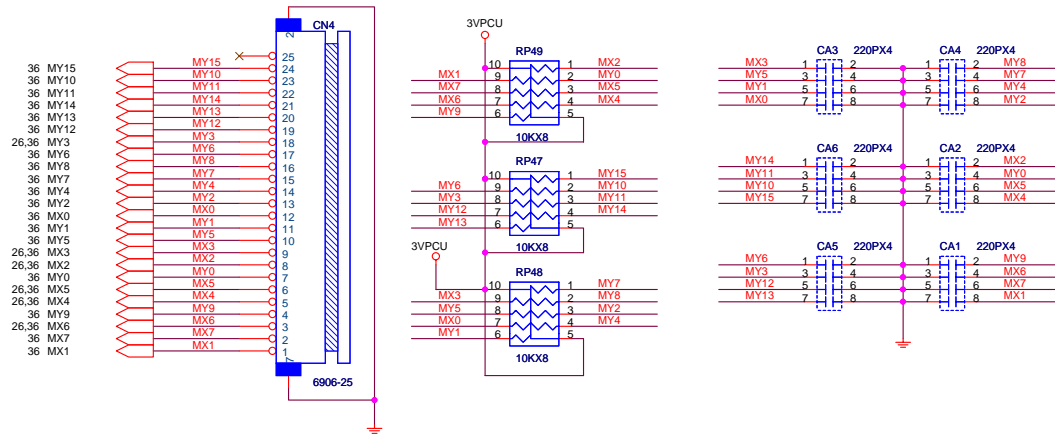 CN4
2
25
36 MY15 MY15 24
36 MY10 MY10 23
36 MY11 MY11 22
36 MY14 MY14 21
36 MY13 MY13 20
36 MY12 MY12 19
26,36 MY3 MY3 18
36 MY6 MY6 17
36 MY8 MY8 16
36 MY7 MY7 15
36 MY4 MY4 14
36 MY2 MY2 13
36 MX0 MX0 12
36 MY1 MY1 11
36 MY5 MY5 10
26,36 MX3 MX3 9
26,36 MX2 MX2 8
36 MY0 MY0 7
26,36 MX5 MX5 6
26,36 MX4 MX4 5
36 MY9 MY9 4
26,36 MX6 MX6 3
36 MX7 MX7 2
36 MX1 MX1 1
6906-25
3VPCU
RP49
10 1 MX2
MX1 9 2 MY0
MX7 8 3 MX5
MX6 7 4 MX4
MY9 6 5
10KX8
RP47
10 1 MY15
MY6 9 2 MY10
MY3 8 3 MY11
MY12 7 4 MY14
MY13 6 5
10KX8
3VPCU
RP48
10 1 MY7
MX3 9 2 MY8
MY5 8 3 MY2
MX0 7 4 MY4
MY1 6 5
10KX8
CA3 220PX4 CA4 220PX4
MX3 1 2 1 2 MY8
MY5 3 4 3 4 MY7
MY1 5 6 5 6 MY4
MX0 7 8 7 8 MY2
CA6 220PX4 CA2 220PX4
MY14 1 2 1 2 MX2
MY11 3 4 3 4 MY0
MY10 5 6 5 6 MX5
MY15 7 8 7 8 MX4
CA5 220PX4 CA1 220PX4
MY6 1 2 1 2 MY9
MY3 3 4 3 4 MX6
MY12 5 6 5 6 MX7
MY13 7 8 7 8 MX1